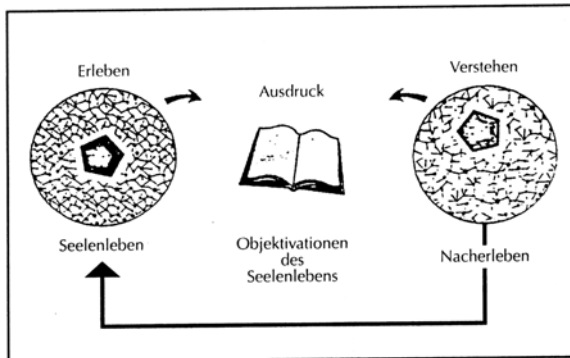 Erleben
Ausdruck
Verstehen
Seelenleben
Objektivationen
des
Seelenlebens
Nacherleben